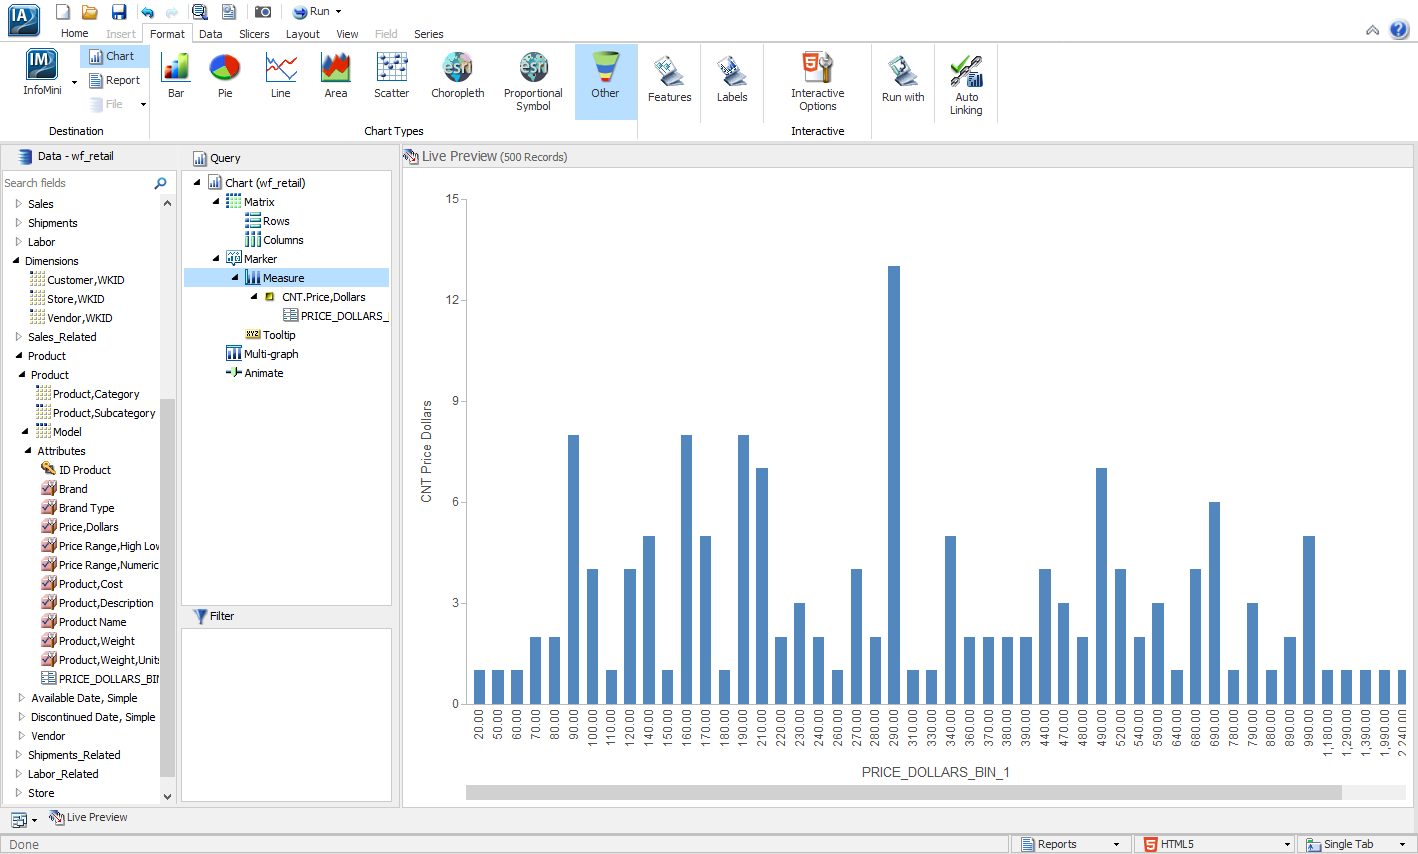 IA
Run
Home Insert Format Data Slicers Layout View Field Series
IM
InfoMini
Chart
Report
File
Destination
Bar
Pie
Line
Area
Scatter
esri
Choropleth
esri
Proportional
Symbol
Other
Chart Types
Features
Labels
5
Interactive
Options
Interactive
Run with
Auto
Linking
Data - wf_retail
Search fields
Sales
Shipments
Labor
Dimensions
Customer,WKID
Store,WKID
Vendor,WKID
Sales_Related
Product
Product
Product,Category
Product,Subcategory
Model
Attributes
ID Product
Brand
Brand Type
Price,Dollars
Price Range,High Low
Price Range,Numeric
Product,Cost
Product,Description
Product Name
Product,Weight
Product,Weight,Units
PRICE_DOLLARS_BIN
Available Date, Simple
Discontinued Date, Simple
Vendor
Shipments_Related
Labor_Related
Store
Query
Chart (wf_retail)
Matrix
Rows
Columns
Marker
Measure
CNT.Price,Dollars
PRICE_DOLLARS_
XYZ Tooltip
Multi-graph
Animate
Filter
Live Preview (500 Records)
15
12
9
6
3
0
CNT Price Dollars
20.00 50.00 60.00 70.00 80.00 90.00 100.00 110.00 120.00 140.00 150.00 160.00 170.00 180.00 190.00 210.00 220.00 230.00 240.00 260.00 270.00 280.00 290.00 310.00 330.00 340.00 360.00 370.00 380.00 390.00 440.00 470.00 480.00 490.00 520.00 540.00 590.00 640.00 680.00 690.00 780.00 790.00 880.00 890.00 990.00 1,180.00 1,290.00 1,390.00 1,990.00 2,240.00
PRICE_DOLLARS_BIN_1
Live Preview
Done
Reports
HTML5
Single Tab